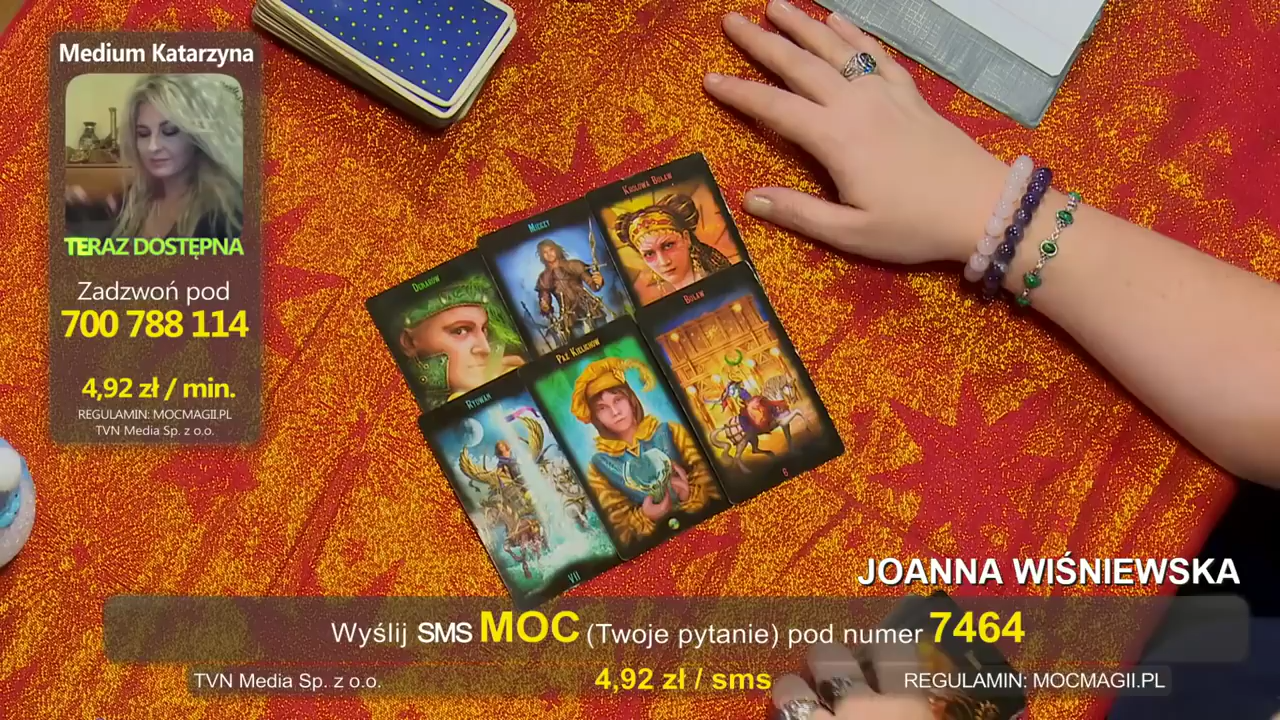 Medium Katarzyna
TERAZ DOSTĘPNA
Zadzwoń pod
700 788 114
4,92 zł / min.
REGULAMIN: MOCMAGII.PL
TVN Media Sp. z o.o.
DENARÓW
MIECZY
KRÓLOWA BUŁAW
RYDWAN
VII
PAŹ KIELICHÓW
BUŁAW
6
JOANNA WIŚNIEWSKA
Wyślij SMS MOC (Twoje pytanie) pod numer 7464
TVN Media Sp. z o.o.
4,92 zł / sms
REGULAMIN: MOCMAGII.PL